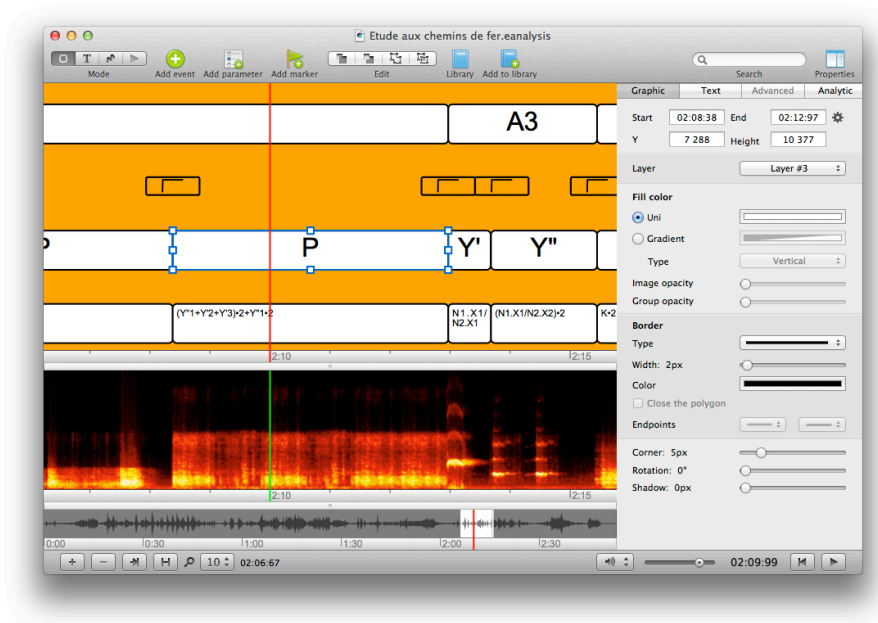 Etude aux chemins de fer.eanalysis
T
Mode
Add event
Add parameter
Add marker
Edit
Library
Add to library
Search
Properties
Graphic
Text
Advanced
Analytic
Start 02:08:38 End 02:12:97
Y 7 288 Height 10 377
Layer Layer #3
Fill color
Uni
Gradient
Type Vertical
Image opacity
Group opacity
Border
Type
Width: 2px
Color
Close the polygon
Endpoints
Corner: 5px
Rotation: 0°
Shadow: 0px
A3
P
P
Y'
Y"
(Y"1+Y'2+Y'3)•2+Y"1•2
N1.X1/
N2.X1
(N1.X1/N2.X2)•2
K•2
2:10
2:15
2:10
2:15
0:00
0:30
1:00
1:30
2:00
2:30
10
02:06:67
02:09:99